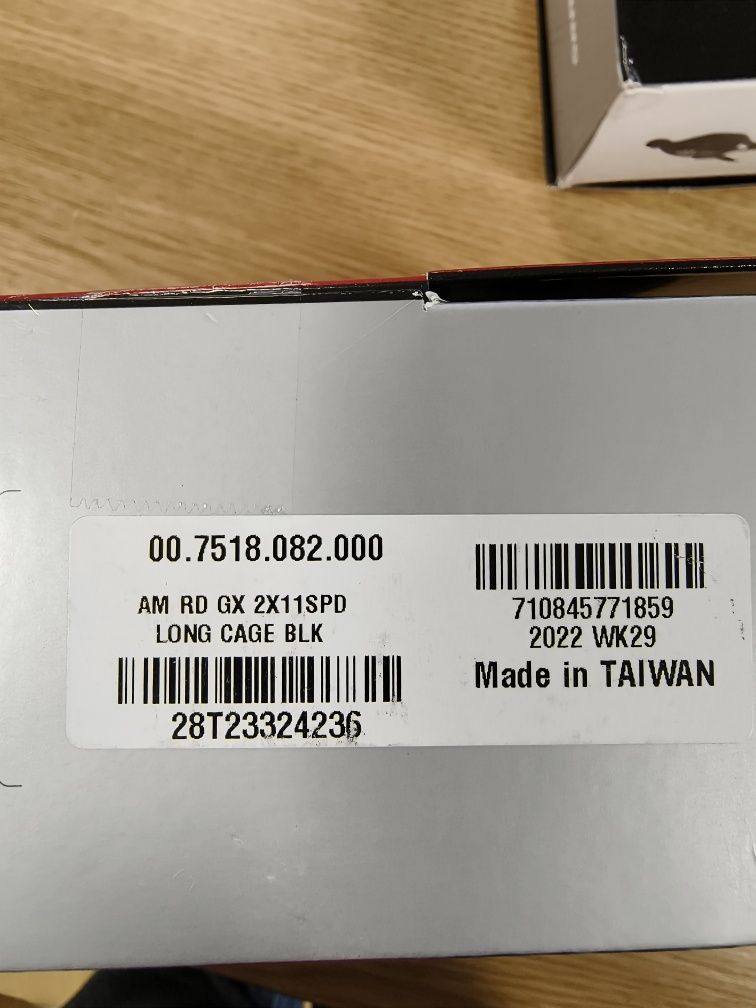 00.7518.082.000
AM RD GX 2X11SPD
LONG CAGE BLK
28T23324236
710845771859
2022 WK29
Made in TAIWAN